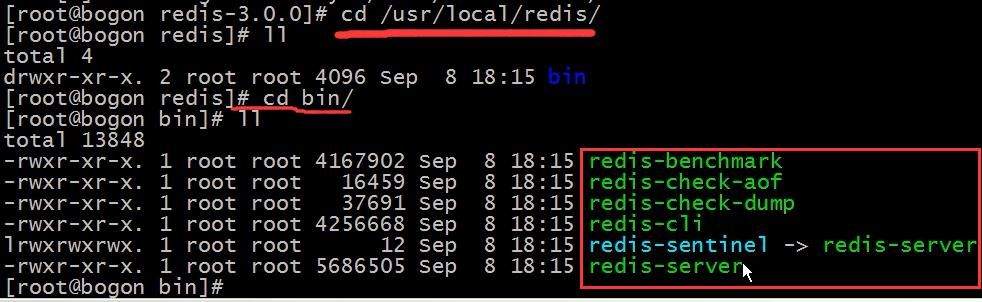 [root@bogon redis-3.0.0]# cd /usr/local/redis/
[root@bogon redis]# ll
total 4
drwxr-xr-x. 2 root root 4096 Sep  8 18:15 bin
[root@bogon redis]# cd bin/
[root@bogon bin]# ll
total 13848
-rwxr-xr-x. 1 root root 4167902 Sep  8 18:15 redis-benchmark
-rwxr-xr-x. 1 root root   16459 Sep  8 18:15 redis-check-aof
-rwxr-xr-x. 1 root root   37691 Sep  8 18:15 redis-check-dump
-rwxr-xr-x. 1 root root 4256668 Sep  8 18:15 redis-cli
lrwxrwxrwx. 1 root root      12 Sep  8 18:15 redis-sentinel -> redis-server
-rwxr-xr-x. 1 root root 5686505 Sep  8 18:15 redis-server
[root@bogon bin]#